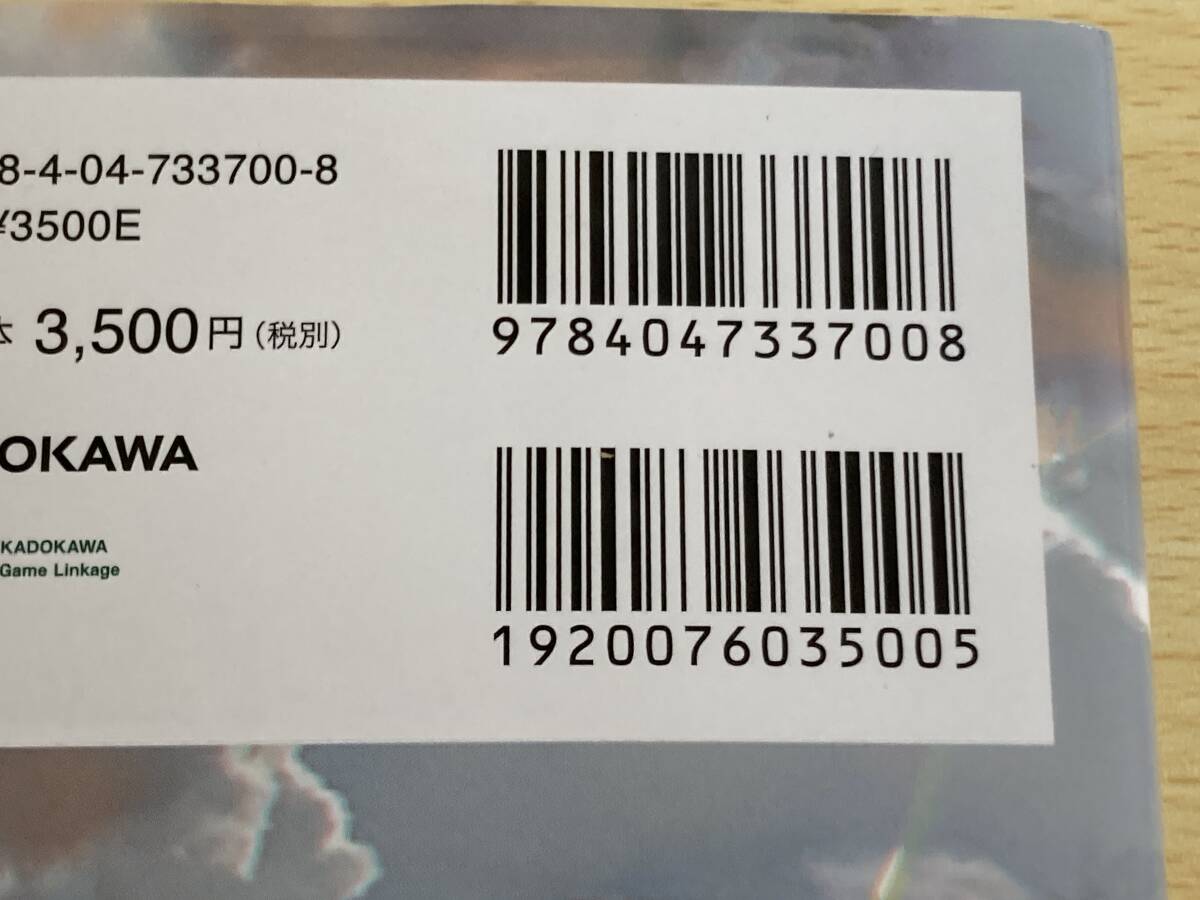 8-4-04-733700-8
¥3500E
本 3,500円(税別)
OKAWA
KADOKAWA
Game Linkage
9784047337008
1920076035005